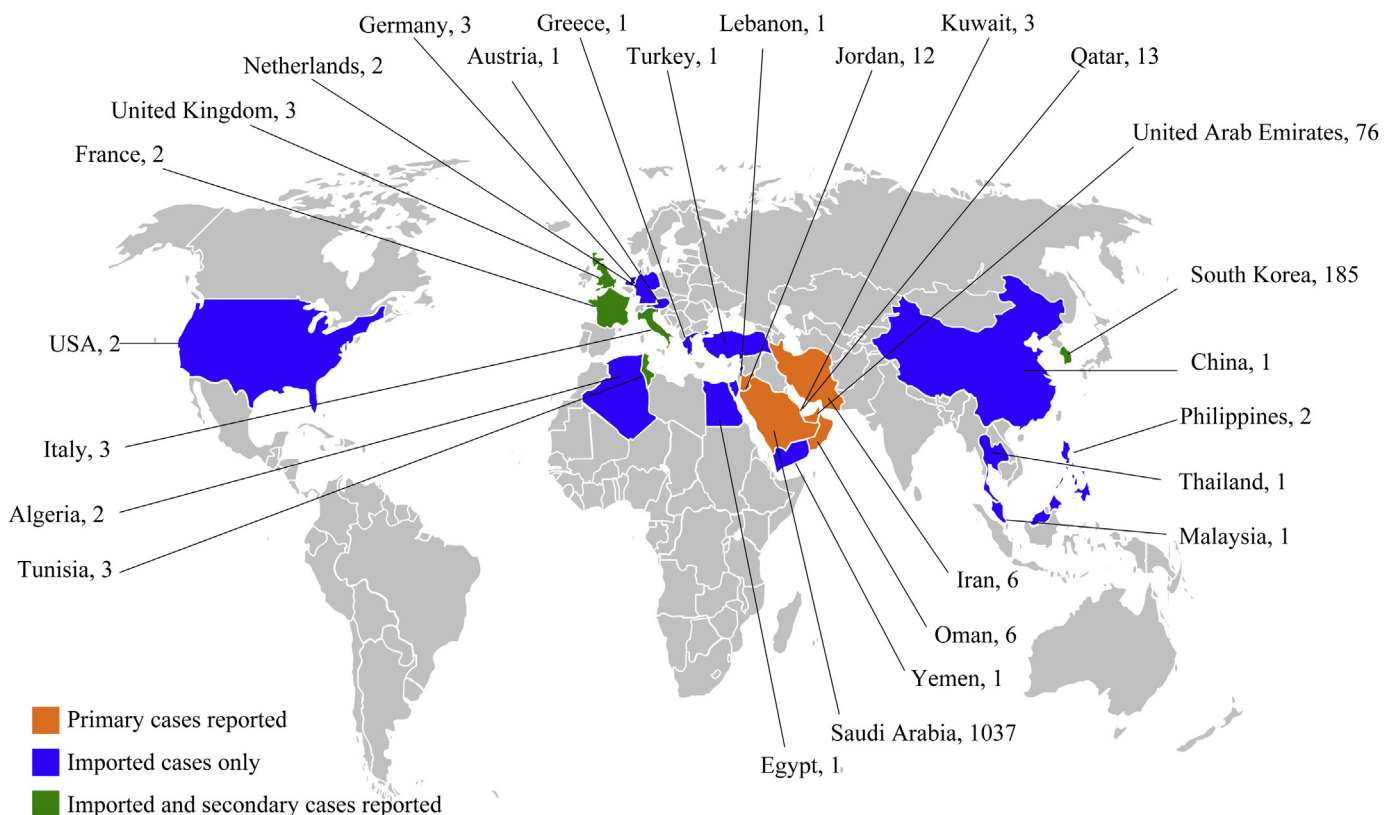 Germany, 3
Greece, 1
Lebanon, 1
Kuwait, 3
Netherlands, 2
Austria, 1
Turkey, 1
Jordan, 12
Qatar, 13
United Kingdom, 3
United Arab Emirates, 76
France, 2
South Korea, 185
USA, 2
China, 1
Philippines, 2
Italy, 3
Thailand, 1
Algeria, 2
Malaysia, 1
Tunisia, 3
Iran, 6
Oman, 6
Yemen, 1
Saudi Arabia, 1037
Egypt, 1
Primary cases reported
Imported cases only
Imported and secondary cases reported